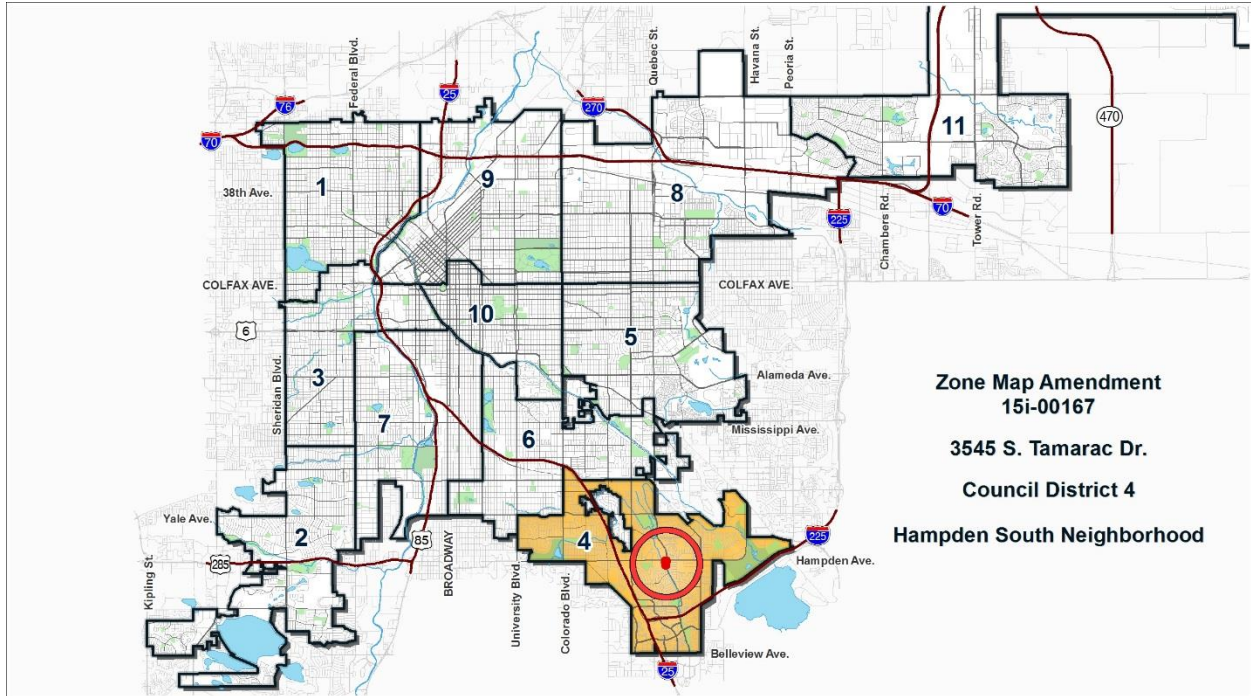 Federal Blvd.
Quebec St.
Havana St.
Peoria St.
76
25
270
470
70
11
1
9
8
38th Ave.
225
Chambers Rd.
70
Tower Rd.
COLFAX AVE.
COLFAX AVE.
6
10
5
Sheridan Blvd.
3
Alameda Ave.
7
Mississippi Ave.
6
Zone Map Amendment
15i-00167
3545 S. Tamarac Dr.
Council District 4
Hampden South Neighborhood
Yale Ave.
2
85
4
225
285
Hampden Ave.
Kipling St.
BROADWAY
University Blvd.
Colorado Blvd.
Belleview Ave.
25